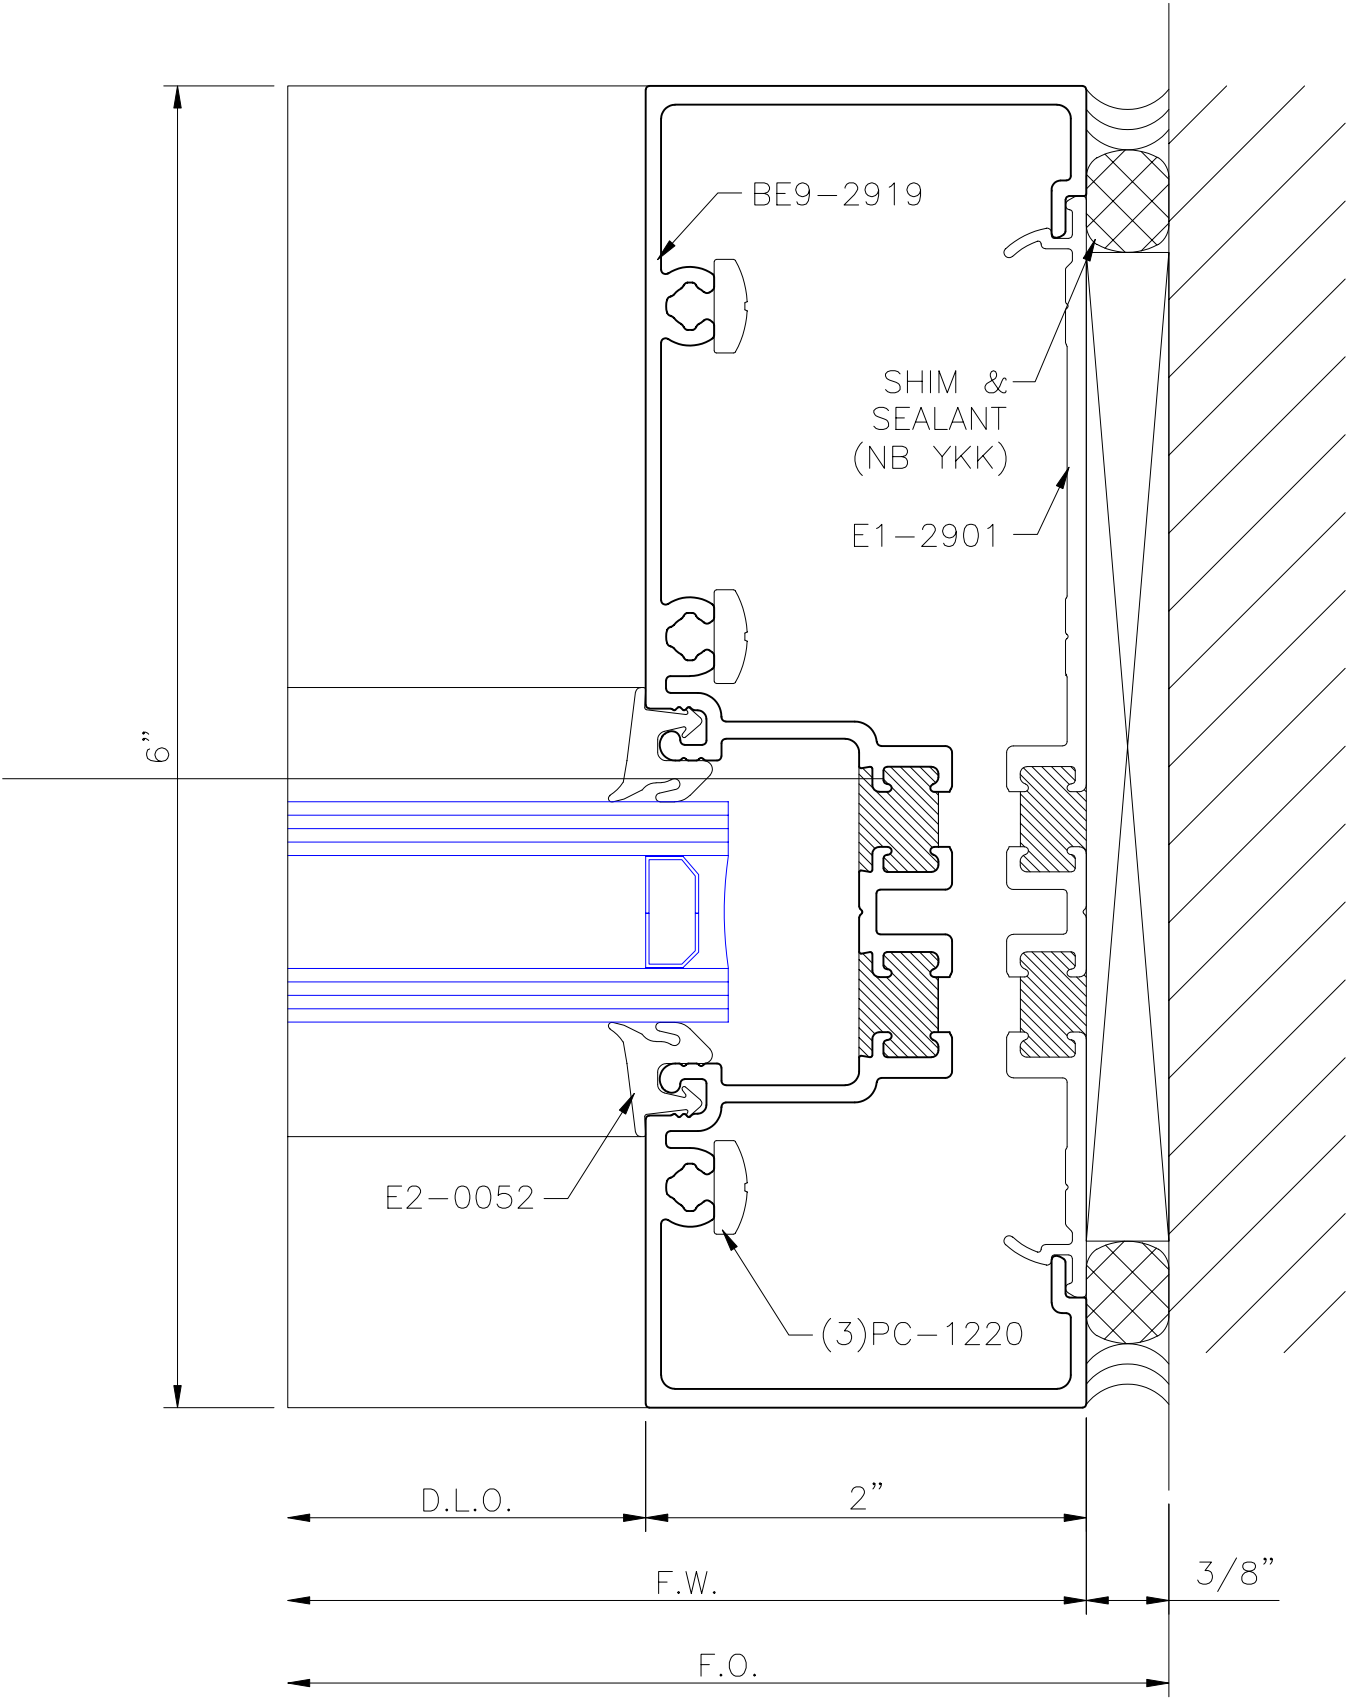 BE9-2919
SHIM &
SEALANT
(NB YKK)
E1-2901
6"
E2-0052
(3)PC-1220
D.L.O.
2"
F.W.
3/8"
F.O.